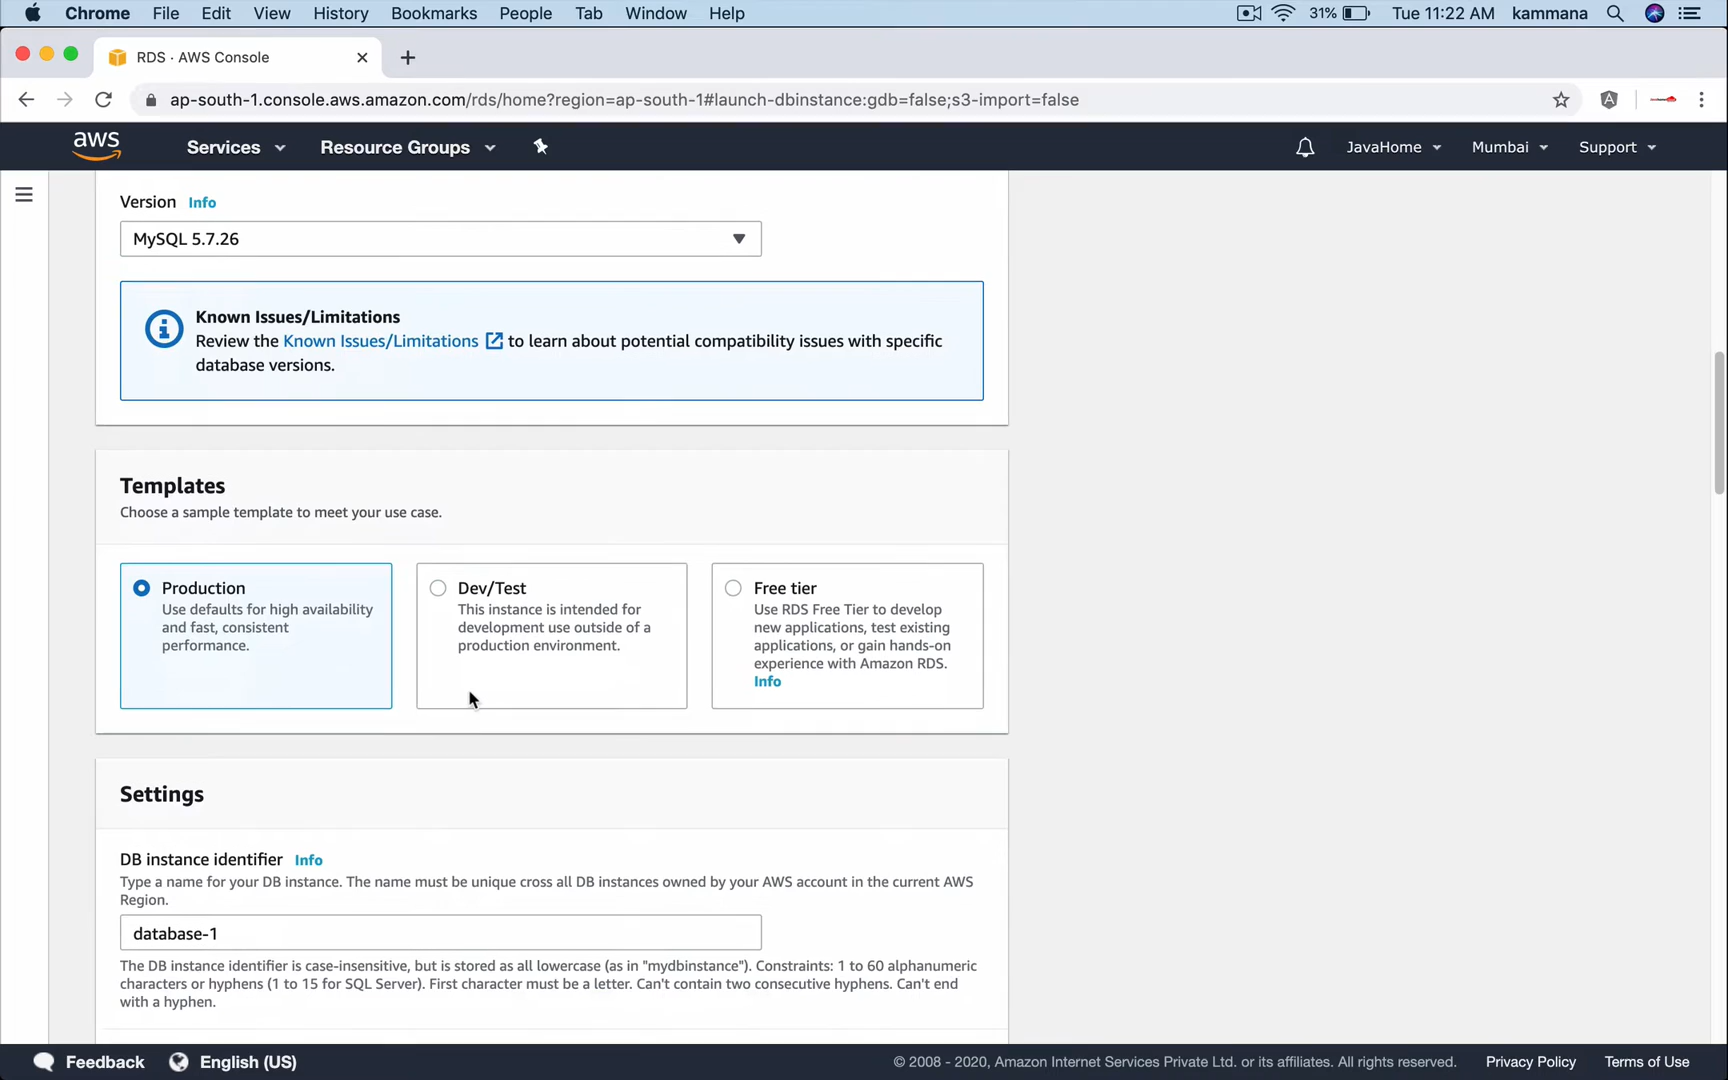 Chrome File Edit View History Bookmarks People Tab Window Help 31% Tue 11:22 AM kammana
RDS · AWS Console
ap-south-1.console.aws.amazon.com/rds/home?region=ap-south-1#launch-dbinstance:gdb=false;s3-import=false
aws Services Resource Groups JavaHome Mumbai Support
Version Info
MySQL 5.7.26
Known Issues/Limitations
Review the Known Issues/Limitations to learn about potential compatibility issues with specific
database versions.
Templates
Choose a sample template to meet your use case.
Production
Use defaults for high availability
and fast, consistent
performance.
Dev/Test
This instance is intended for
development use outside of a
production environment.
Free tier
Use RDS Free Tier to develop
new applications, test existing
applications, or gain hands-on
experience with Amazon RDS.
Info
Settings
DB instance identifier Info
Type a name for your DB instance. The name must be unique cross all DB instances owned by your AWS account in the current AWS
Region.
database-1
The DB instance identifier is case-insensitive, but is stored as all lowercase (as in "mydbinstance"). Constraints: 1 to 60 alphanumeric
characters or hyphens (1 to 15 for SQL Server). First character must be a letter. Can't contain two consecutive hyphens. Can't end
with a hyphen.
Feedback English (US) © 2008 - 2020, Amazon Internet Services Private Ltd. or its affiliates. All rights reserved. Privacy Policy Terms of Use